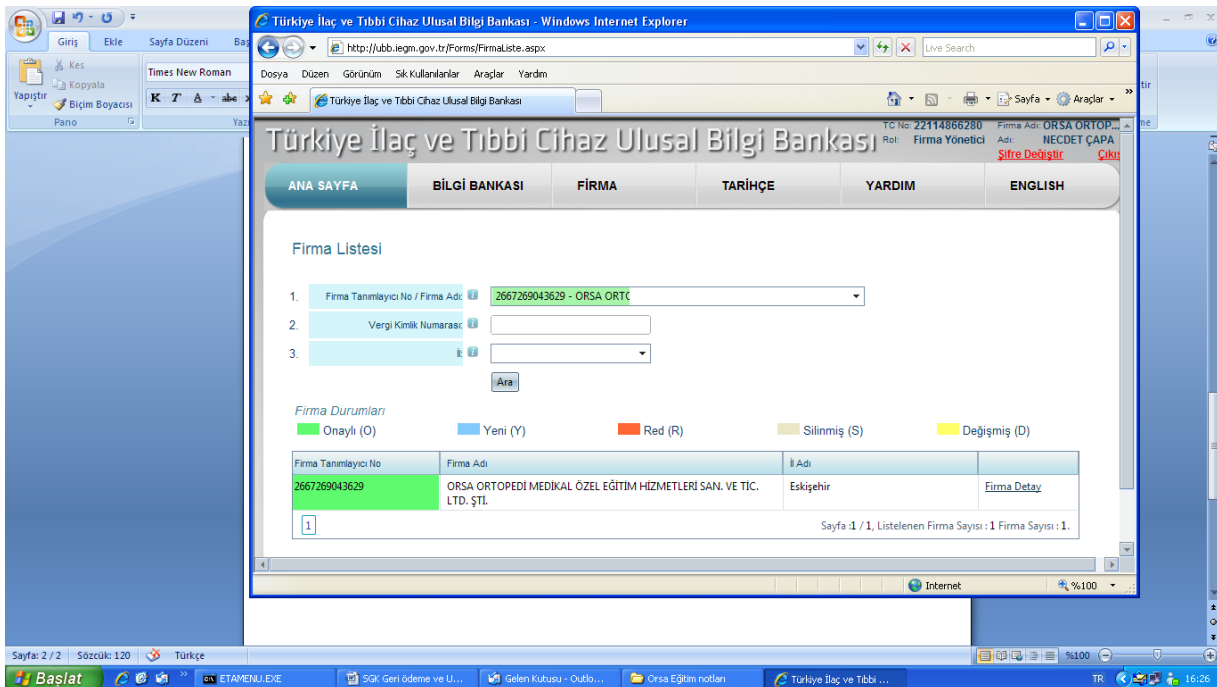 Giriş Ekle Sayfa Düzeni
Kes
Kopyala
Yapıştır
Biçim Boyacısı
Pano
Times New Roman
K T A abe
Türkiye İlaç ve Tıbbi Cihaz Ulusal Bilgi Bankası - Windows Internet Explorer
http://ubb.iegm.gov.tr/Forms/FirmaListe.aspx
Live Search
Dosya Düzen Görünüm Sık Kullanılanlar Araçlar Yardım
Türkiye İlaç ve Tıbbi Cihaz Ulusal Bilgi Bankası
Sayfa Araçlar
Türkiye İlaç ve Tıbbi Cihaz Ulusal Bilgi Bankası
TC No: 22114866280 Firma Adı: ORSA ORTOP...
Rol: Firma Yönetici Adı: NECDET ÇAPA
Şifre Değiştir Çıkış
ANA SAYFA BİLGİ BANKASI FİRMA TARİHÇE YARDIM ENGLISH
Firma Listesi
1. Firma Tanımlayıcı No / Firma Adı: 2667269043629 - ORSA ORTO
2. Vergi Kimlik Numarası:
3. İl:
Ara
Firma Durumları
Onaylı (O) Yeni (Y) Red (R) Silinmiş (S) Değişmiş (D)
Firma Tanımlayıcı No Firma Adı İl Adı
2667269043629 ORSA ORTOPEDİ MEDİKAL ÖZEL EĞİTİM HİZMETLERİ SAN. VE TİC. Eskişehir Firma Detay
LTD. ŞTİ.
1 Sayfa :1 / 1, Listelenen Firma Sayısı : 1 Firma Sayısı : 1.
Internet %100
Sayfa: 2 / 2 Sözcük: 120 Türkçe %100
Başlat ETAMENU.EXE SGK Geri ödeme ve U... Gelen Kutusu - Outlo... Orsa Eğitim notları Türkiye İlaç ve Tıbbi ... TR 16:26